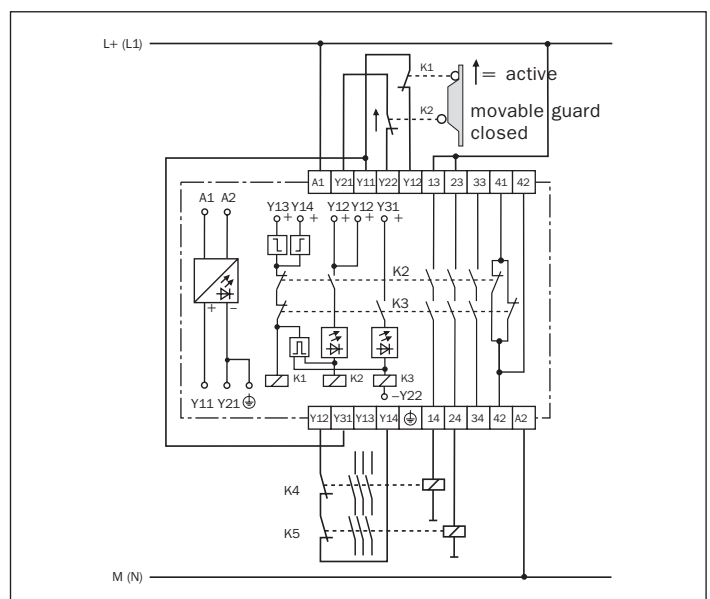 L+ (L1)
K1
= active
K2
movable guard
closed
A1 Y21 Y11 Y22 Y12 13 23 33 41 42
A1 A2
Y13 Y14 Y12 Y12 Y31
+ + + +
K2
K3
+ −
K1 K2 K3
Y11 Y21
−Y22
Y12 Y31 Y13 Y14 14 24 34 42 A2
K4
K5
M (N)